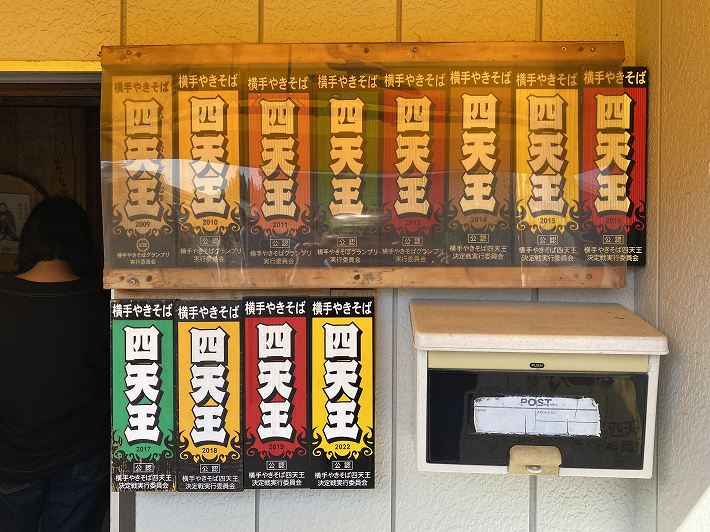 横手やきそば
四天王
2009
公認
横手やきそばグランプリ
実行委員会
横手やきそば
四天王
2010
公認
横手やきそばグランプリ
実行委員会
横手やきそば
四天王
2011
公認
横手やきそばグランプリ
実行委員会
横手やきそば
四天王
公認
横手やきそばグランプリ
実行委員会
横手やきそば
四天王
2013
公認
横手やきそばグランプリ
実行委員会
横手やきそば
四天王
2014
公認
横手やきそば四天王
決定戦実行委員会
横手やきそば
四天王
2015
公認
横手やきそば四天王
決定戦実行委員会
横手やきそば
四天王
2016
公認
横手やきそば四天王
決定戦実行委員会
横手やきそば
四天王
2017
公認
横手やきそば四天王
決定戦実行委員会
横手やきそば
四天王
2018
公認
横手やきそば四天王
決定戦実行委員会
横手やきそば
四天王
2019
公認
横手やきそば四天王
決定戦実行委員会
横手やきそば
四天王
2022
公認
横手やきそば四天王
決定戦実行委員会
PUSH
POST
NAME
ADDRESS